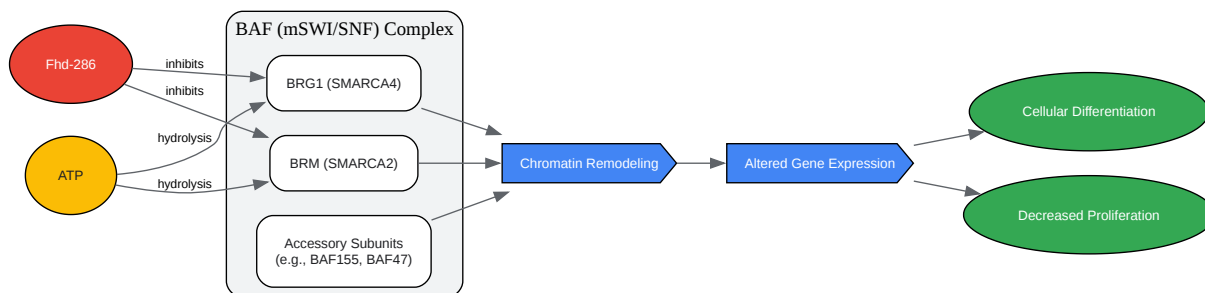 BAF (mSWI/SNF) Complex
Fhd-286
inhibits
inhibits
BRG1 (SMARCA4)
hydrolysis
BRM (SMARCA2)
hydrolysis
ATP
Accessory Subunits
(e.g., BAF155, BAF47)
Chromatin Remodeling
Altered Gene Expression
Cellular Differentiation
Decreased Proliferation